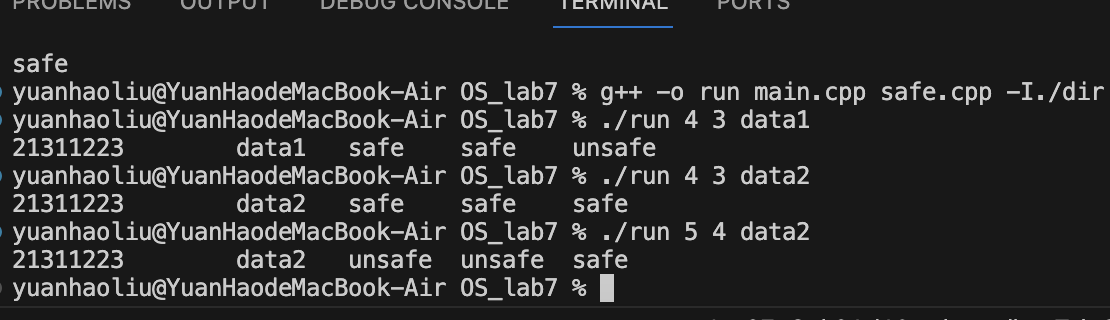 PROBLEMS OUTPUT DEBUG CONSOLE TERMINAL PORTS
safe
yuanhaoliu@YuanHaodeMacBook-Air OS_lab7 % g++ -o run main.cpp safe.cpp -I./dir
yuanhaoliu@YuanHaodeMacBook-Air OS_lab7 % ./run 4 3 data1
21311223 data1 safe safe unsafe
yuanhaoliu@YuanHaodeMacBook-Air OS_lab7 % ./run 4 3 data2
21311223 data2 safe safe safe
yuanhaoliu@YuanHaodeMacBook-Air OS_lab7 % ./run 5 4 data2
21311223 data2 unsafe unsafe safe
yuanhaoliu@YuanHaodeMacBook-Air OS_lab7 %